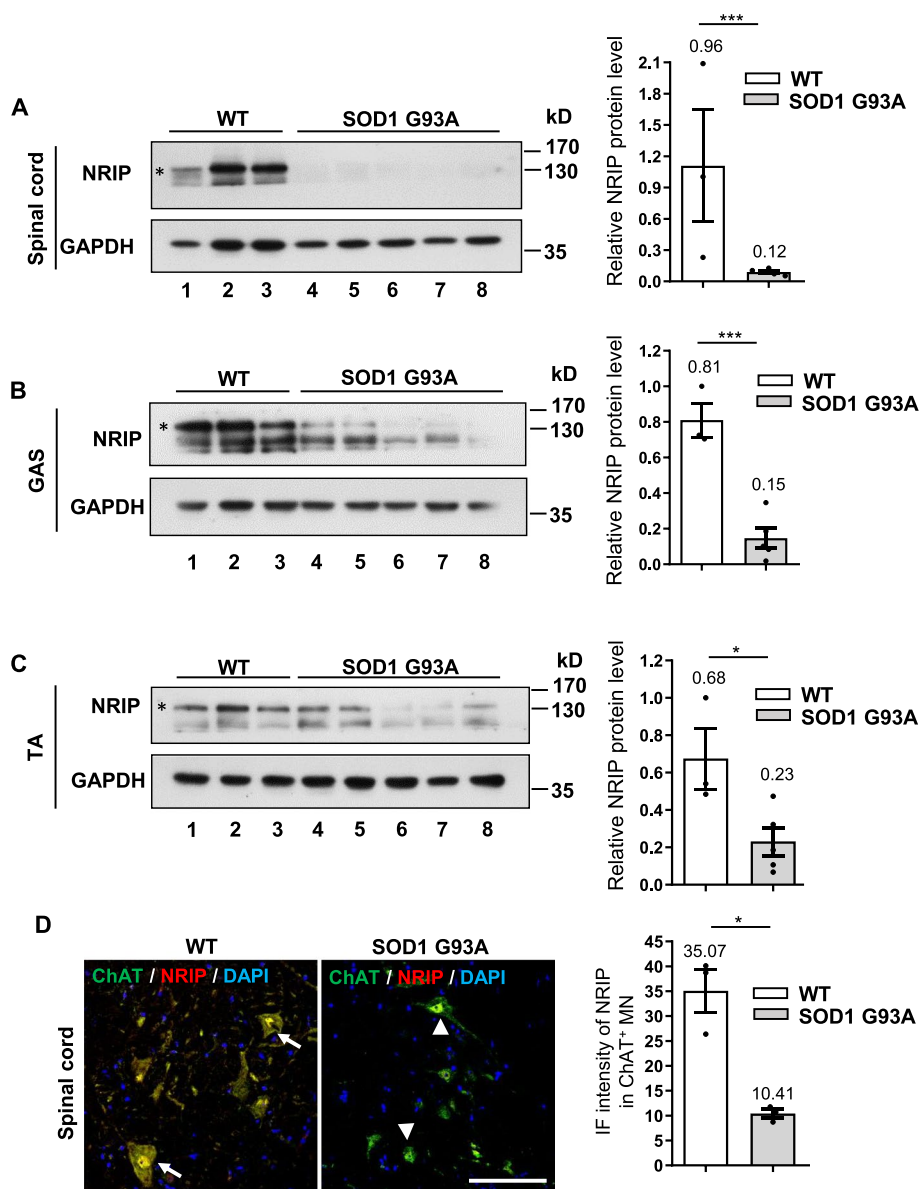 A
Spinal cord
WT
SOD1 G93A
kD
NRIP
*
170
130
GAPDH
35
1 2 3 4 5 6 7 8
Relative NRIP protein level
***
0.96
0.12
2.1
1.8
1.5
1.2
0.9
0.6
0.3
0.0
WT
SOD1 G93A
B
GAS
WT
SOD1 G93A
kD
NRIP
*
170
130
GAPDH
35
1 2 3 4 5 6 7 8
Relative NRIP protein level
***
0.81
0.15
1.2
1.0
0.8
0.6
0.4
0.2
0.0
WT
SOD1 G93A
C
TA
WT
SOD1 G93A
kD
NRIP
*
170
130
GAPDH
35
1 2 3 4 5 6 7 8
Relative NRIP protein level
*
0.68
0.23
1.2
1.0
0.8
0.6
0.4
0.2
0.0
WT
SOD1 G93A
D
Spinal cord
WT
ChAT / NRIP / DAPI
SOD1 G93A
ChAT / NRIP / DAPI
IF intensity of NRIP
in ChAT⁺ MN
*
35.07
10.41
45
40
35
30
25
20
15
10
5
0
WT
SOD1 G93A